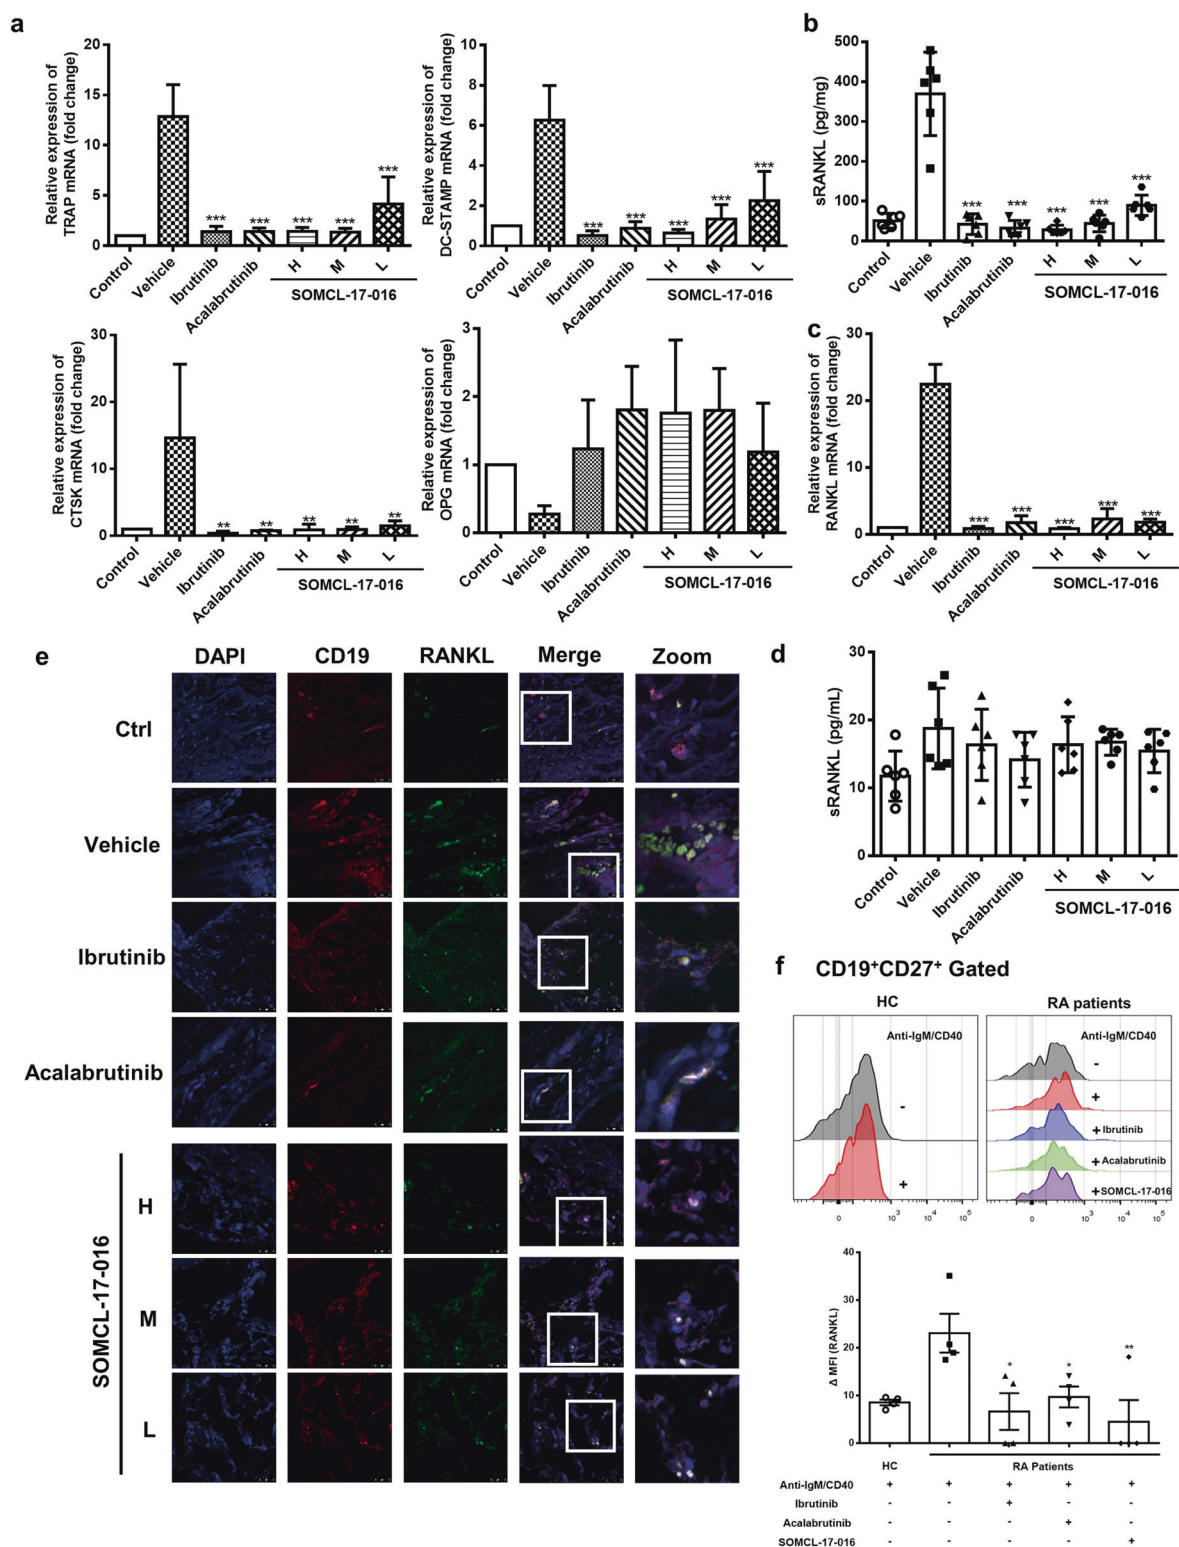 a
Relative expression of
TRAP mRNA (fold change)
20
15
10
5
0
***
***
***
***
***
Control
Vehicle
Ibrutinib
Acalabrutinib
H
M
L
SOMCL-17-016
Relative expression of
DC-STAMP mRNA (fold change)
10
8
6
4
2
0
***
***
***
***
***
Control
Vehicle
Ibrutinib
Acalabrutinib
H
M
L
SOMCL-17-016
b
sRANKL (pg/mg)
500
400
300
200
100
0
***
***
***
***
***
Control
Vehicle
Ibrutinib
Acalabrutinib
H
M
L
SOMCL-17-016
Relative expression of
CTSK mRNA (fold change)
30
20
10
0
**
**
**
**
**
Control
Vehicle
Ibrutinib
Acalabrutinib
H
M
L
SOMCL-17-016
Relative expression of
OPG mRNA (fold change)
3
2
1
0
Control
Vehicle
Ibrutinib
Acalabrutinib
H
M
L
SOMCL-17-016
c
Relative expression of
RANKL mRNA (fold change)
30
20
10
0
***
***
***
***
***
Control
Vehicle
Ibrutinib
Acalabrutinib
H
M
L
SOMCL-17-016
e
DAPI CD19 RANKL Merge Zoom
Ctrl
Vehicle
Ibrutinib
Acalabrutinib
SOMCL-17-016
H
M
L
d
sRANKL (pg/mL)
30
20
10
0
Control
Vehicle
Ibrutinib
Acalabrutinib
H
M
L
SOMCL-17-016
f
CD19⁺CD27⁺ Gated
HC
Anti-IgM/CD40
-
+
0 10³ 10⁴ 10⁵
RA patients
Anti-IgM/CD40
-
+
+Ibrutinib
+Acalabrutinib
+SOMCL-17-016
0 10³ 10⁴ 10⁵
Δ MFI (RANKL)
40
30
20
10
0
*
*
**
HC
RA Patients
Anti-IgM/CD40 + + + + +
Ibrutinib - - + - -
Acalabrutinib - - - + -
SOMCL-17-016 - - - - +